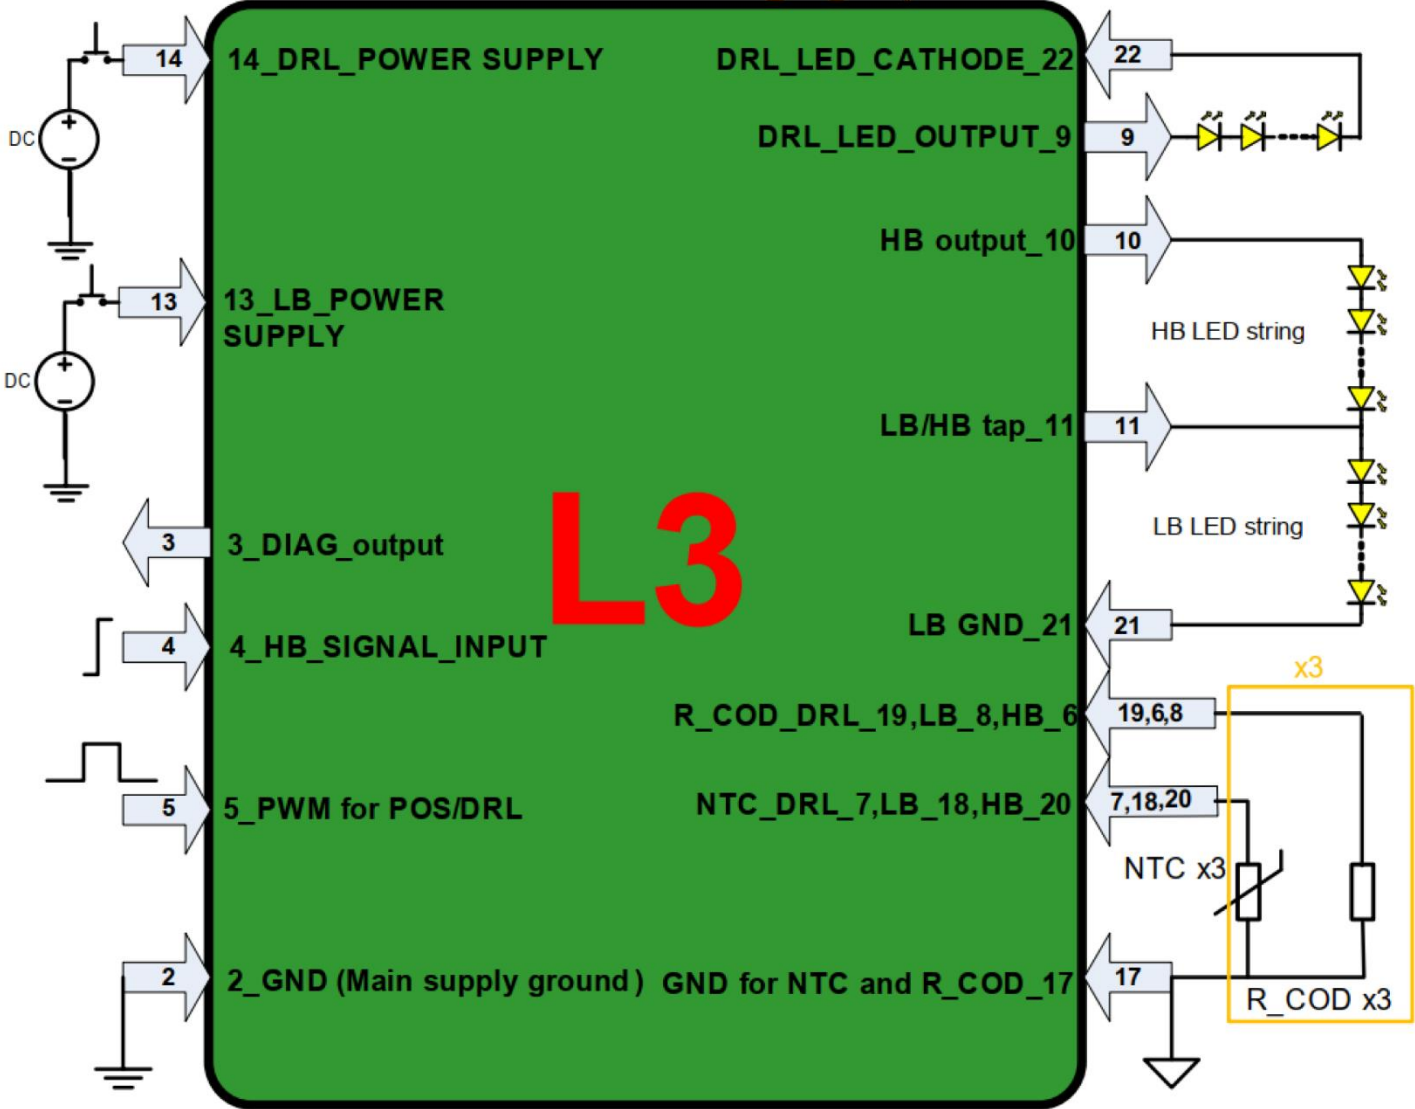 14
14_DRL_POWER SUPPLY
DRL_LED_CATHODE_22
22
DC
+
-
DRL_LED_OUTPUT_9
9
HB output_10
10
13
13_LB_POWER
SUPPLY
HB LED string
DC
+
-
LB/HB tap_11
11
L3
LB LED string
3
3_DIAG_output
LB GND_21
21
4
4_HB_SIGNAL_INPUT
x3
R_COD_DRL_19,LB_8,HB_6
19,6,8
5
5_PWM for POS/DRL
NTC_DRL_7,LB_18,HB_20
7,18,20
NTC x3
2
2_GND (Main supply ground)
GND for NTC and R_COD_17
17
R_COD x3